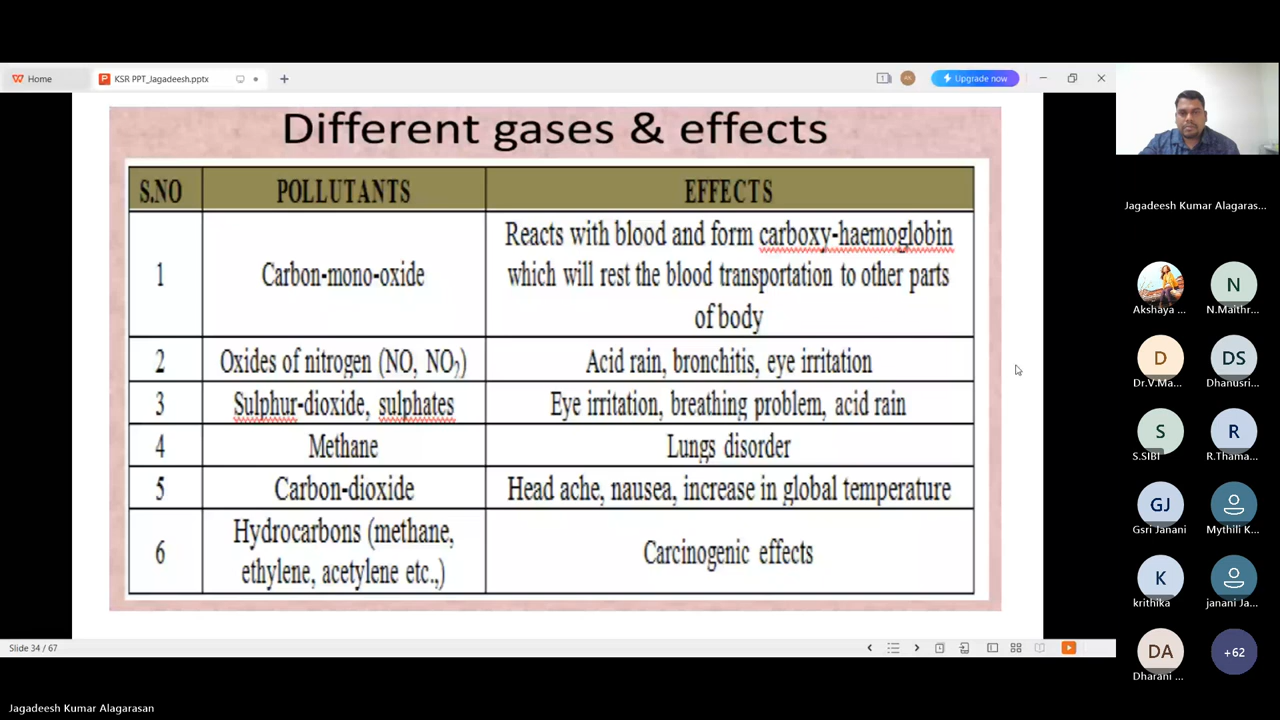 Home
KSR PPT_Jagadeesh.pptx
Upgrade now
Different gases & effects
S.NO POLLUTANTS EFFECTS
1 Carbon-mono-oxide Reacts with blood and form carboxy-haemoglobin
which will rest the blood transportation to other parts
of body
2 Oxides of nitrogen (NO, NO₂) Acid rain, bronchitis, eye irritation
3 Sulphur-dioxide, sulphates Eye irritation, breathing problem, acid rain
4 Methane Lungs disorder
5 Carbon-dioxide Head ache, nausea, increase in global temperature
6 Hydrocarbons (methane,
ethylene, acetylene etc.,) Carcinogenic effects
Slide 34 / 67
Jagadeesh Kumar Alagaras...
N
Akshaya ... N.Maithr...
D DS
Dr.V.Ma... Dhanusri...
S R
S.SIBI R.Thama...
GJ
Gsri Janani Mythili K...
K
krithika janani Ja...
DA +62
Dharani ...
Jagadeesh Kumar Alagarasan